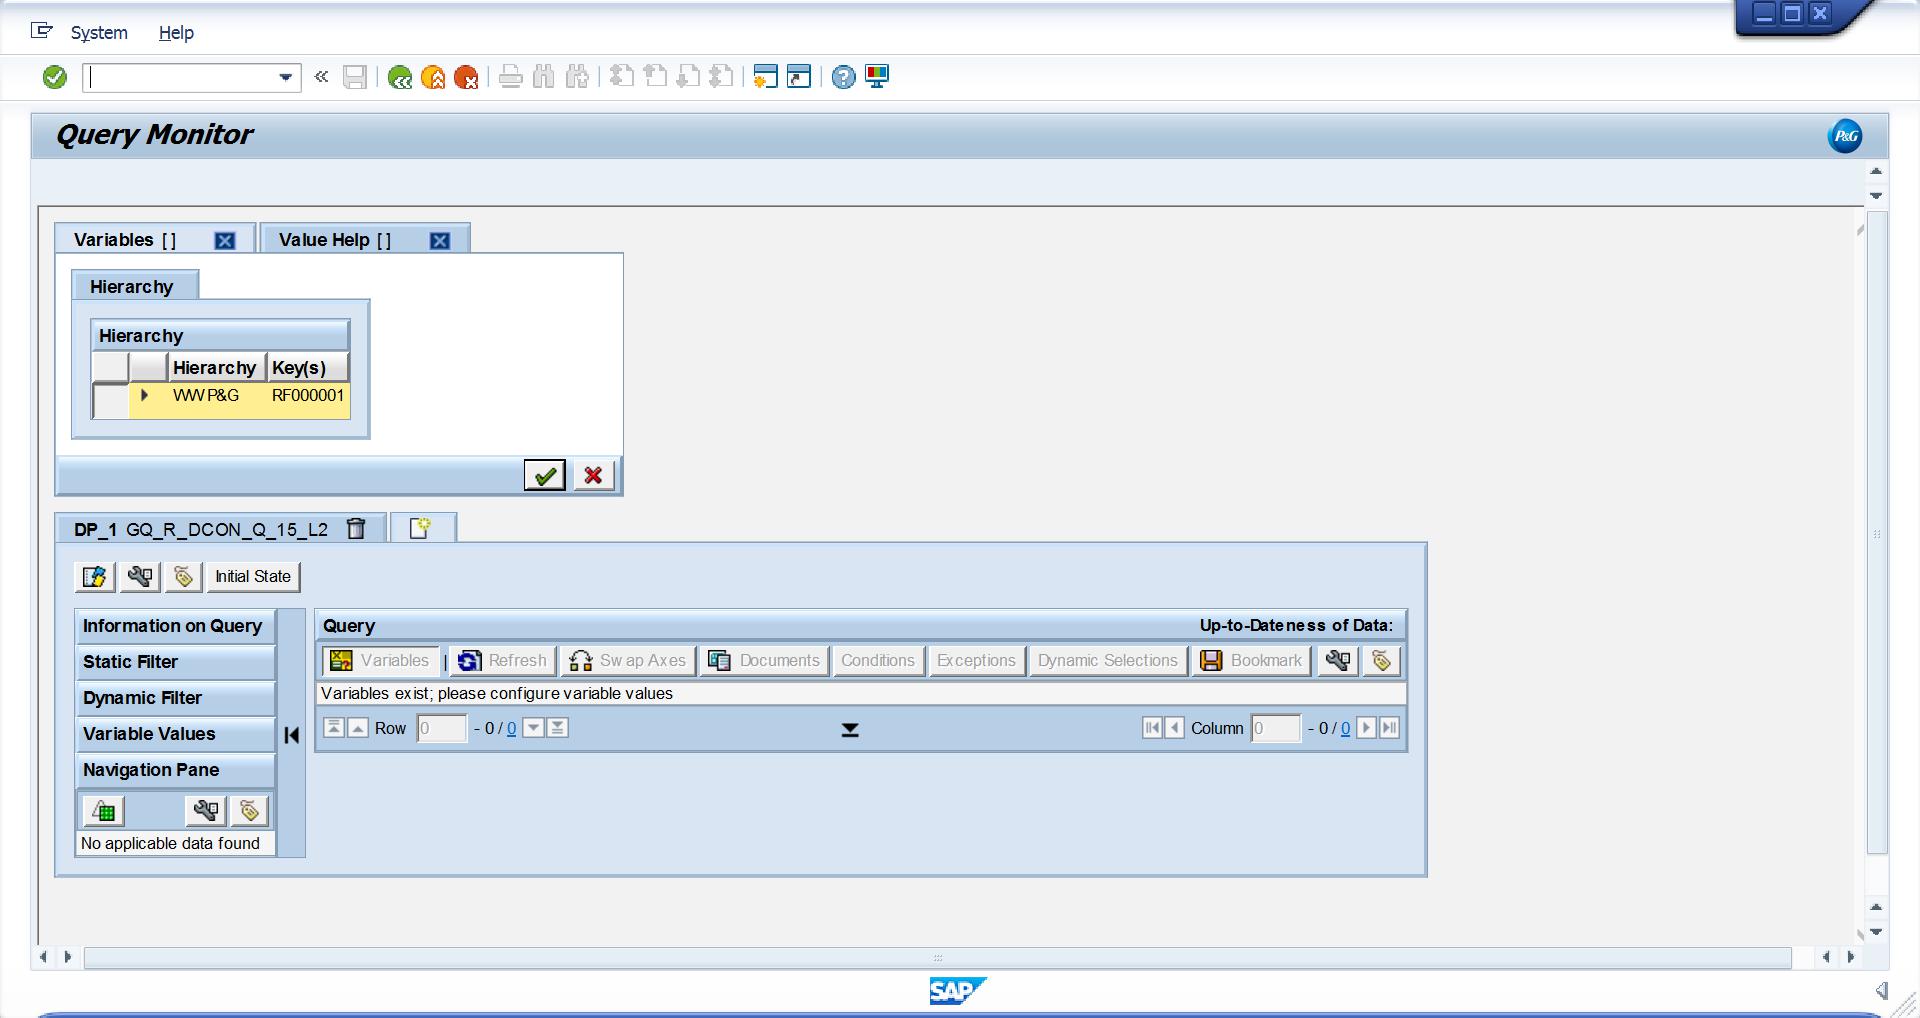 System Help
Query Monitor
P&G
Variables [ ] Value Help [ ]
Hierarchy
Hierarchy
Hierarchy Key(s)
WW P&G RF000001
DP_1 GQ_R_DCON_Q_15_L2
Initial State
Information on Query
Static Filter
Dynamic Filter
Variable Values
Navigation Pane
No applicable data found
Query Up-to-Dateness of Data:
Variables | Refresh Swap Axes Documents Conditions Exceptions Dynamic Selections Bookmark
Variables exist; please configure variable values
Row 0 - 0 / 0 Column 0 - 0 / 0
SAP